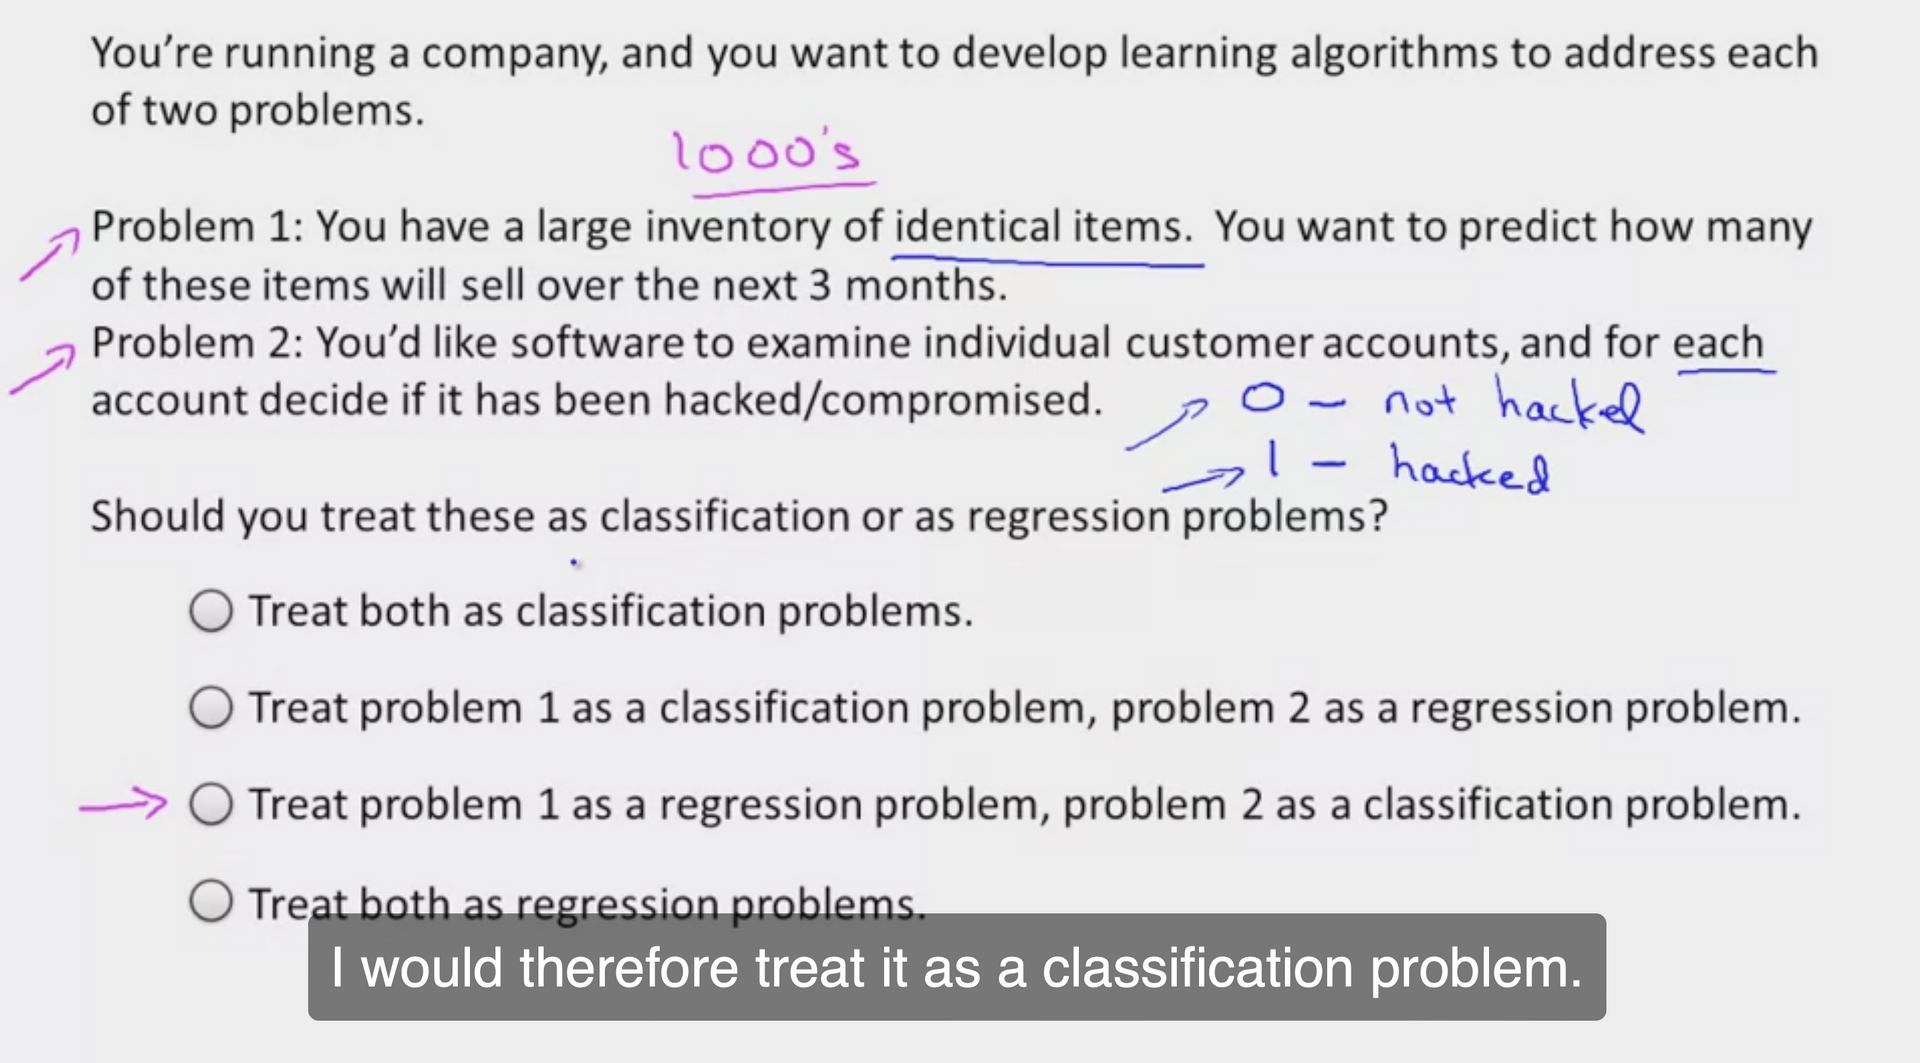 You're running a company, and you want to develop learning algorithms to address each
of two problems.
1000's
Problem 1: You have a large inventory of identical items. You want to predict how many
of these items will sell over the next 3 months.
Problem 2: You'd like software to examine individual customer accounts, and for each
account decide if it has been hacked/compromised.
0 – not hacked
1 – hacked
Should you treat these as classification or as regression problems?
Treat both as classification problems.
Treat problem 1 as a classification problem, problem 2 as a regression problem.
Treat problem 1 as a regression problem, problem 2 as a classification problem.
Treat both as regression problems.
I would therefore treat it as a classification problem.